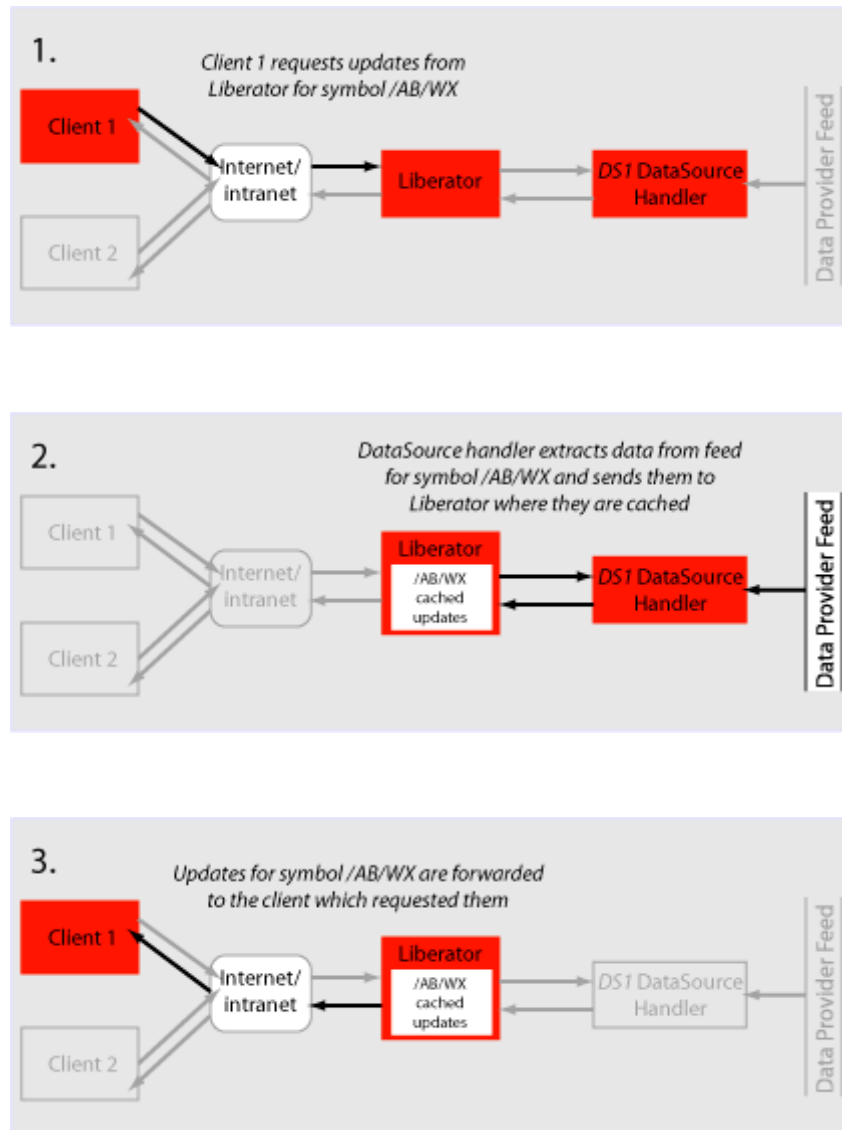 1.
Client 1 requests updates from
Liberator for symbol /AB/WX
Client 1
Internet/
intranet
Liberator
DS1 DataSource
Handler
Data Provider Feed
Client 2
2.
DataSource handler extracts data from feed
for symbol /AB/WX and sends them to
Liberator where they are cached
Client 1
Internet/
intranet
Liberator
/AB/WX
cached
updates
DS1 DataSource
Handler
Data Provider Feed
Client 2
3.
Updates for symbol /AB/WX are forwarded
to the client which requested them
Client 1
Internet/
intranet
Liberator
/AB/WX
cached
updates
DS1 DataSource
Handler
Data Provider Feed
Client 2